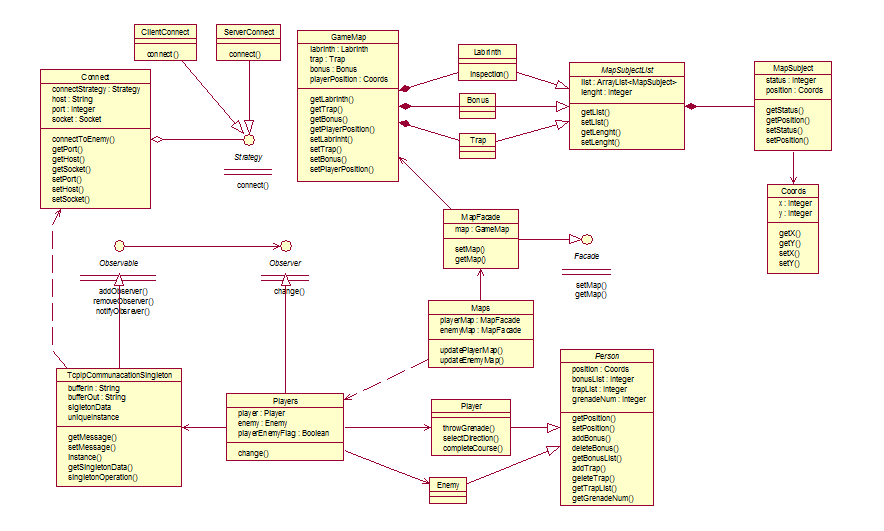 ClientConnect
connect()
ServerConnect
connect()
GameMap
labrinth : Labrinth
trap : Trap
bonus : Bonus
playerPosition : Coords
getLabrinth()
getTrap()
getBonus()
getPlayerPosition()
setLabrinht()
setTrap()
setBonus()
setPlayerPosition()
Labrinth
Inspection()
Bonus
Trap
MapSubjectList
list : ArrayList<MapSubject>
lenght : Integer
getList()
setList()
getLenght()
setLenght()
MapSubject
status : Integer
position : Coords
getStatus()
getPosition()
setStatus()
setPosition()
Connect
connectStrategy : Strategy
host : String
port : Integer
socket : Socket
connectToEnemy()
getPort()
getHost()
getSocket()
setPort()
setHost()
setSocket()
Strategy
connect()
Coords
x : Integer
y : Integer
getX()
getY()
setX()
setY()
MapFacade
map : GameMap
setMap()
getMap()
Facade
setMap()
getMap()
Observable
addObserver()
removeObserver()
notifyObsrever()
Observer
change()
Maps
playerMap : MapFacade
enemyMap : MapFacade
updatePlayerMap()
updateEnemyMap()
Person
position : Coords
bonusList : Integer
trapList : Integer
grenadeNum : Integer
getPosition()
setPosition()
addBonus()
deleteBonus()
getBonusList()
addTrap()
geleteTrap()
getTrapList()
getGrenadeNum()
TcpipCommunacationSingleton
bufferIn : String
bufferOut : String
sigletonData
uniqueInstance
getMessage()
setMessage()
Instance()
getSingletonData()
singletonOperation()
Players
player : Player
enemy : Enemy
playerEnemyFlag : Boolean
change()
Player
throwGrenade()
selectDirection()
completeCourse()
Enemy